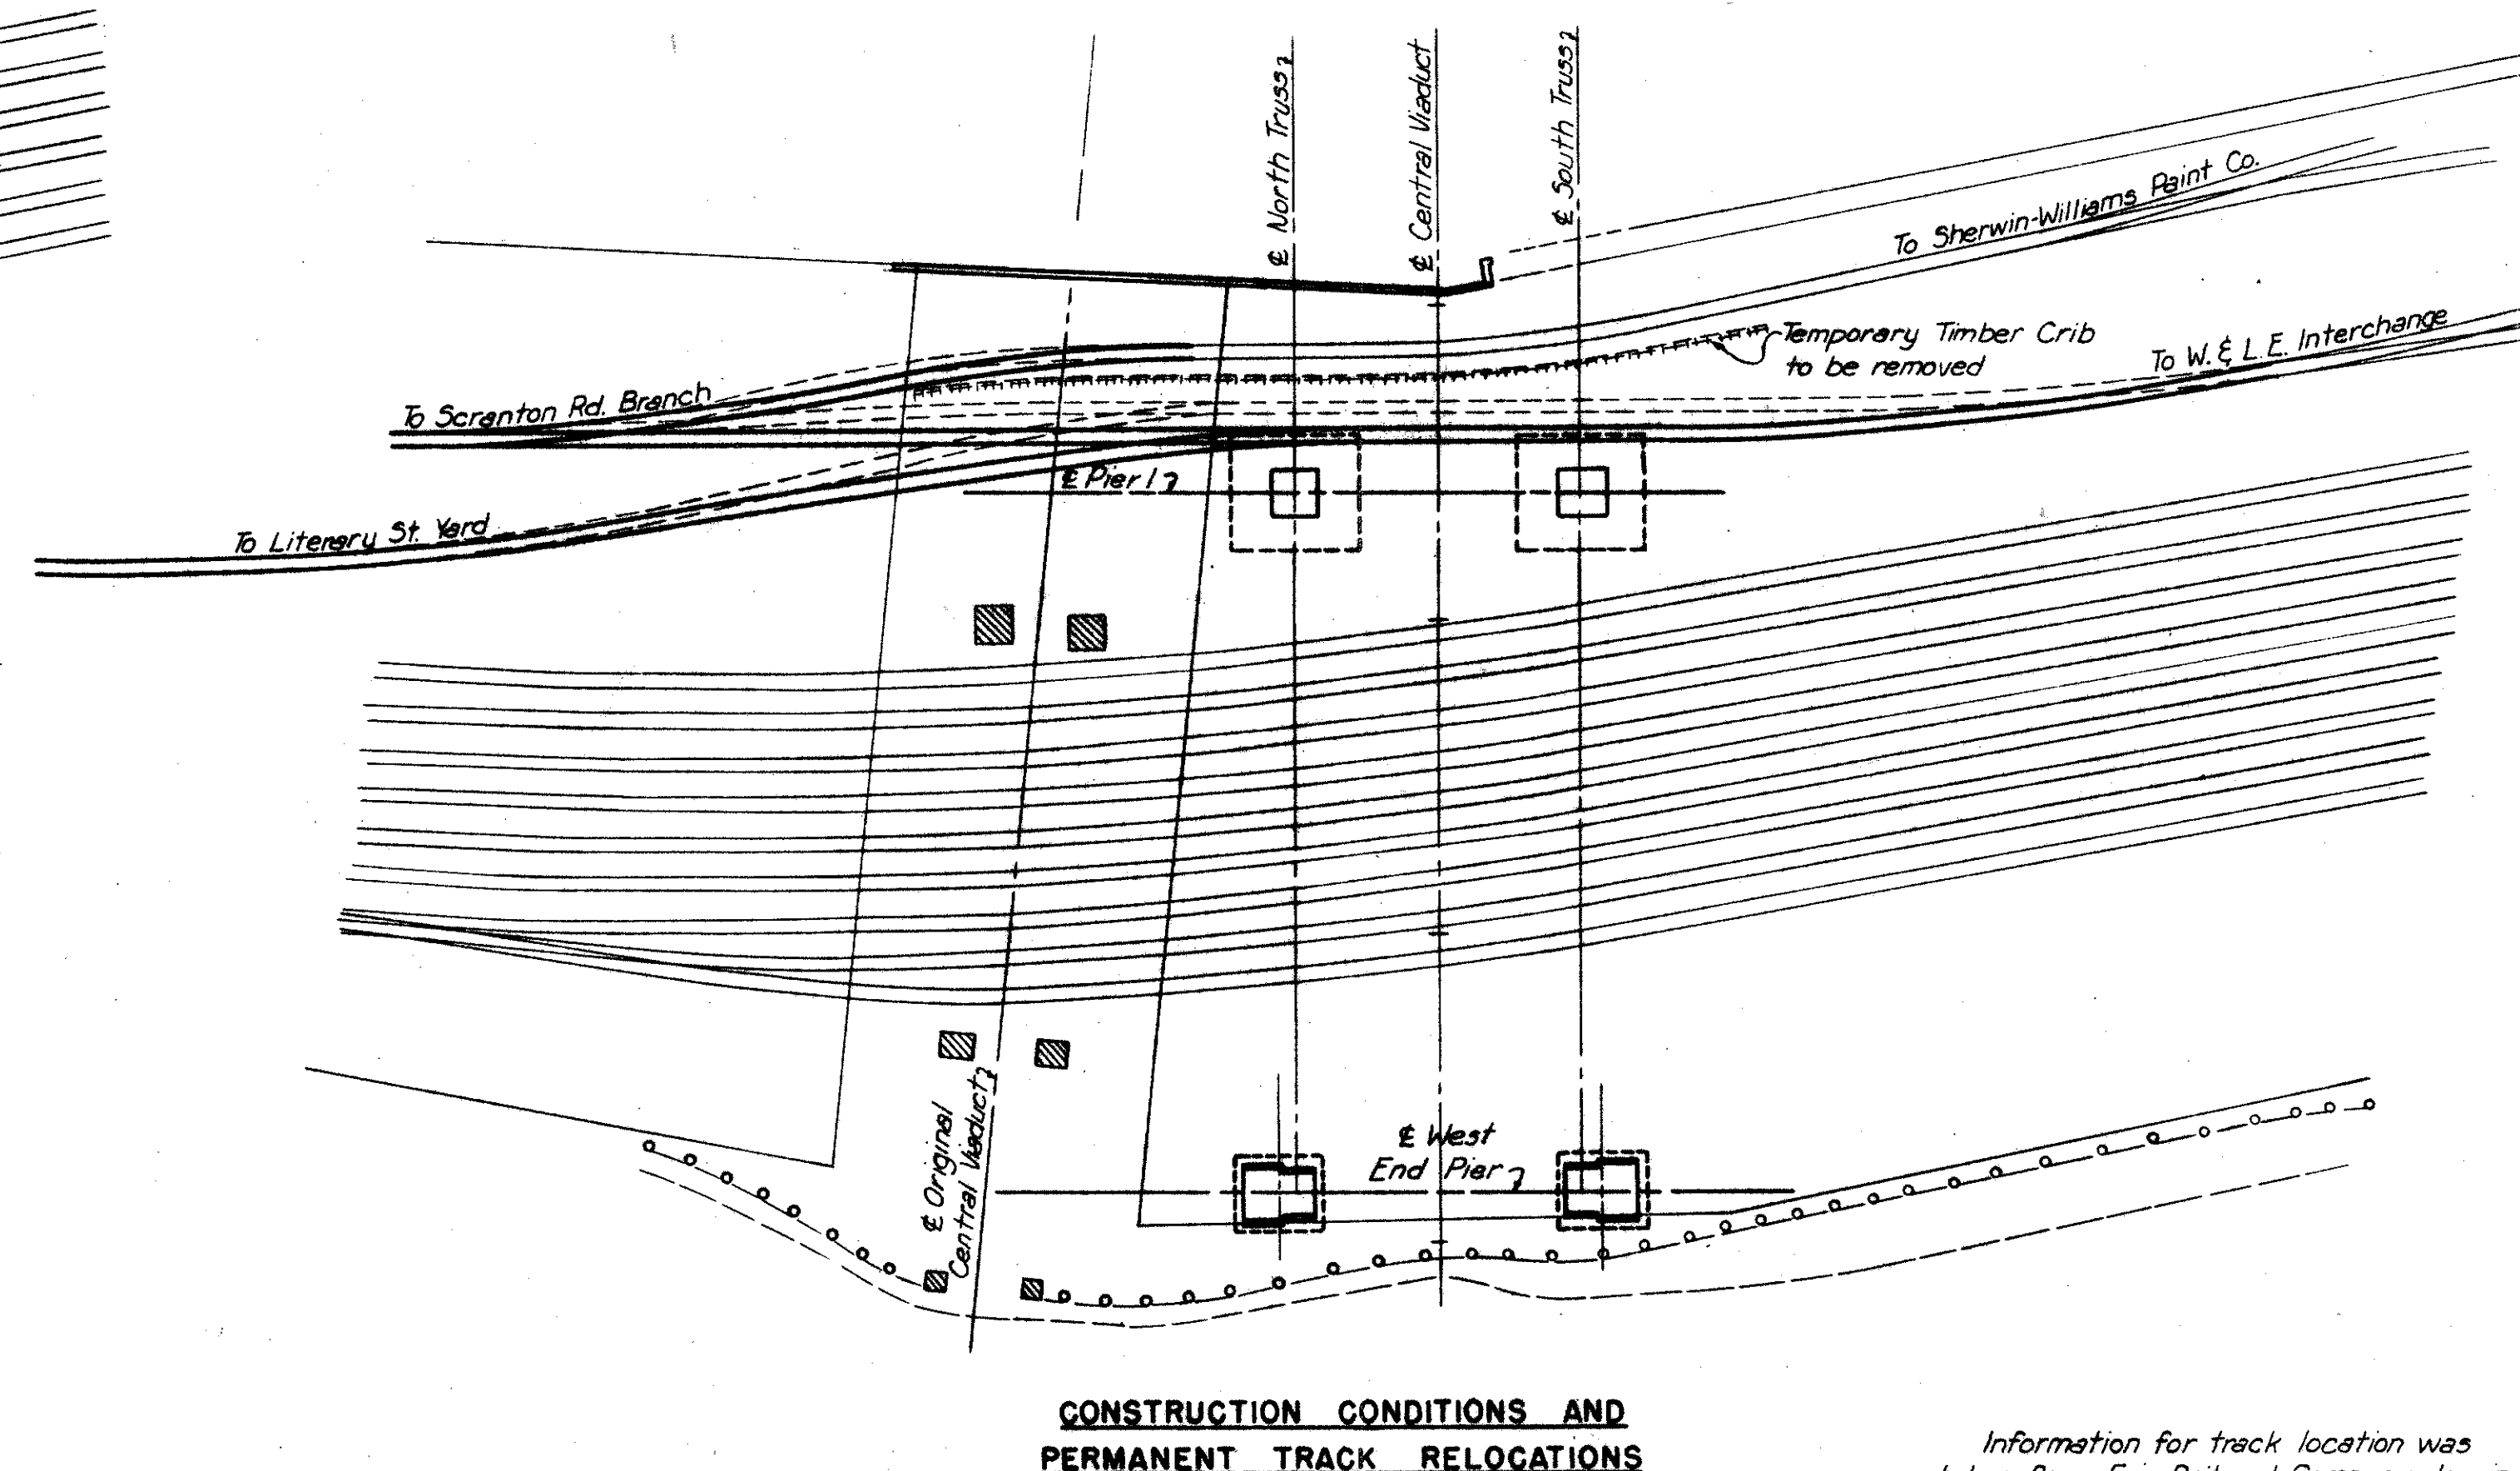 ℄ North Truss
℄ Central Viaduct
℄ South Truss
To Sherwin-Williams Paint Co.
Temporary Timber Crib
to be removed
To W. & L. E. Interchange
To Scranton Rd. Branch
℄ Pier 1
To Literary St. Yard
℄ Original
Central Viaduct
℄ West
End Pier
CONSTRUCTION CONDITIONS AND
PERMANENT TRACK RELOCATIONS
Information for track location was